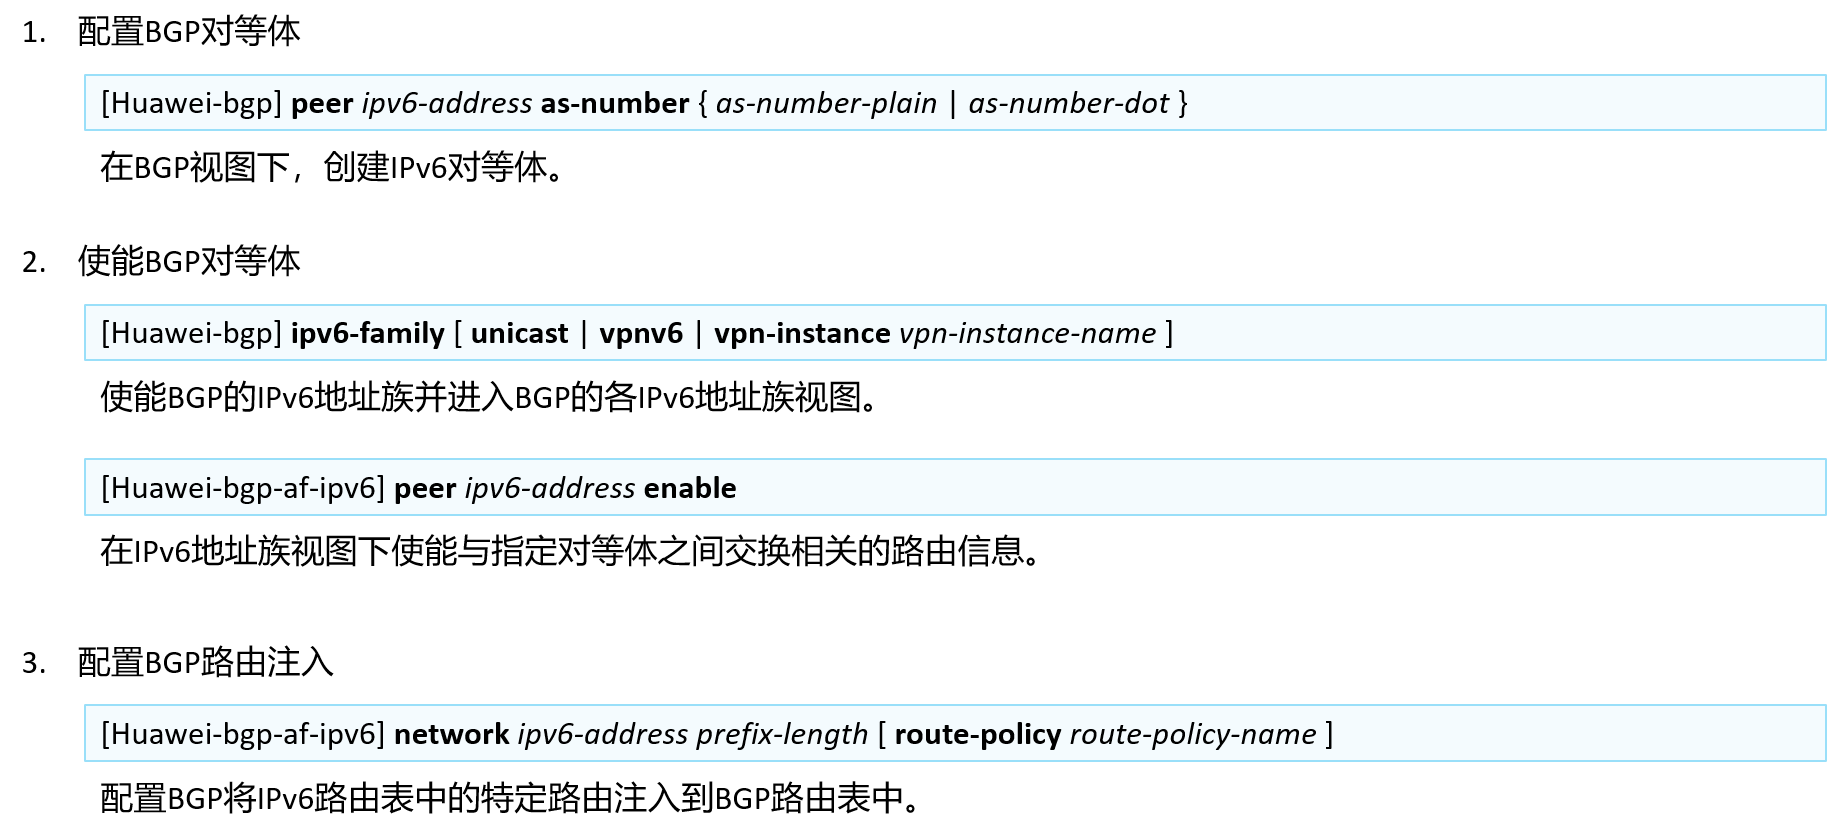 1. 配置BGP对等体
[Huawei-bgp] peer ipv6-address as-number { as-number-plain | as-number-dot }
在BGP视图下，创建IPv6对等体。
2. 使能BGP对等体
[Huawei-bgp] ipv6-family [ unicast | vpnv6 | vpn-instance vpn-instance-name ]
使能BGP的IPv6地址族并进入BGP的各IPv6地址族视图。
[Huawei-bgp-af-ipv6] peer ipv6-address enable
在IPv6地址族视图下使能与指定对等体之间交换相关的路由信息。
3. 配置BGP路由注入
[Huawei-bgp-af-ipv6] network ipv6-address prefix-length [ route-policy route-policy-name ]
配置BGP将IPv6路由表中的特定路由注入到BGP路由表中。